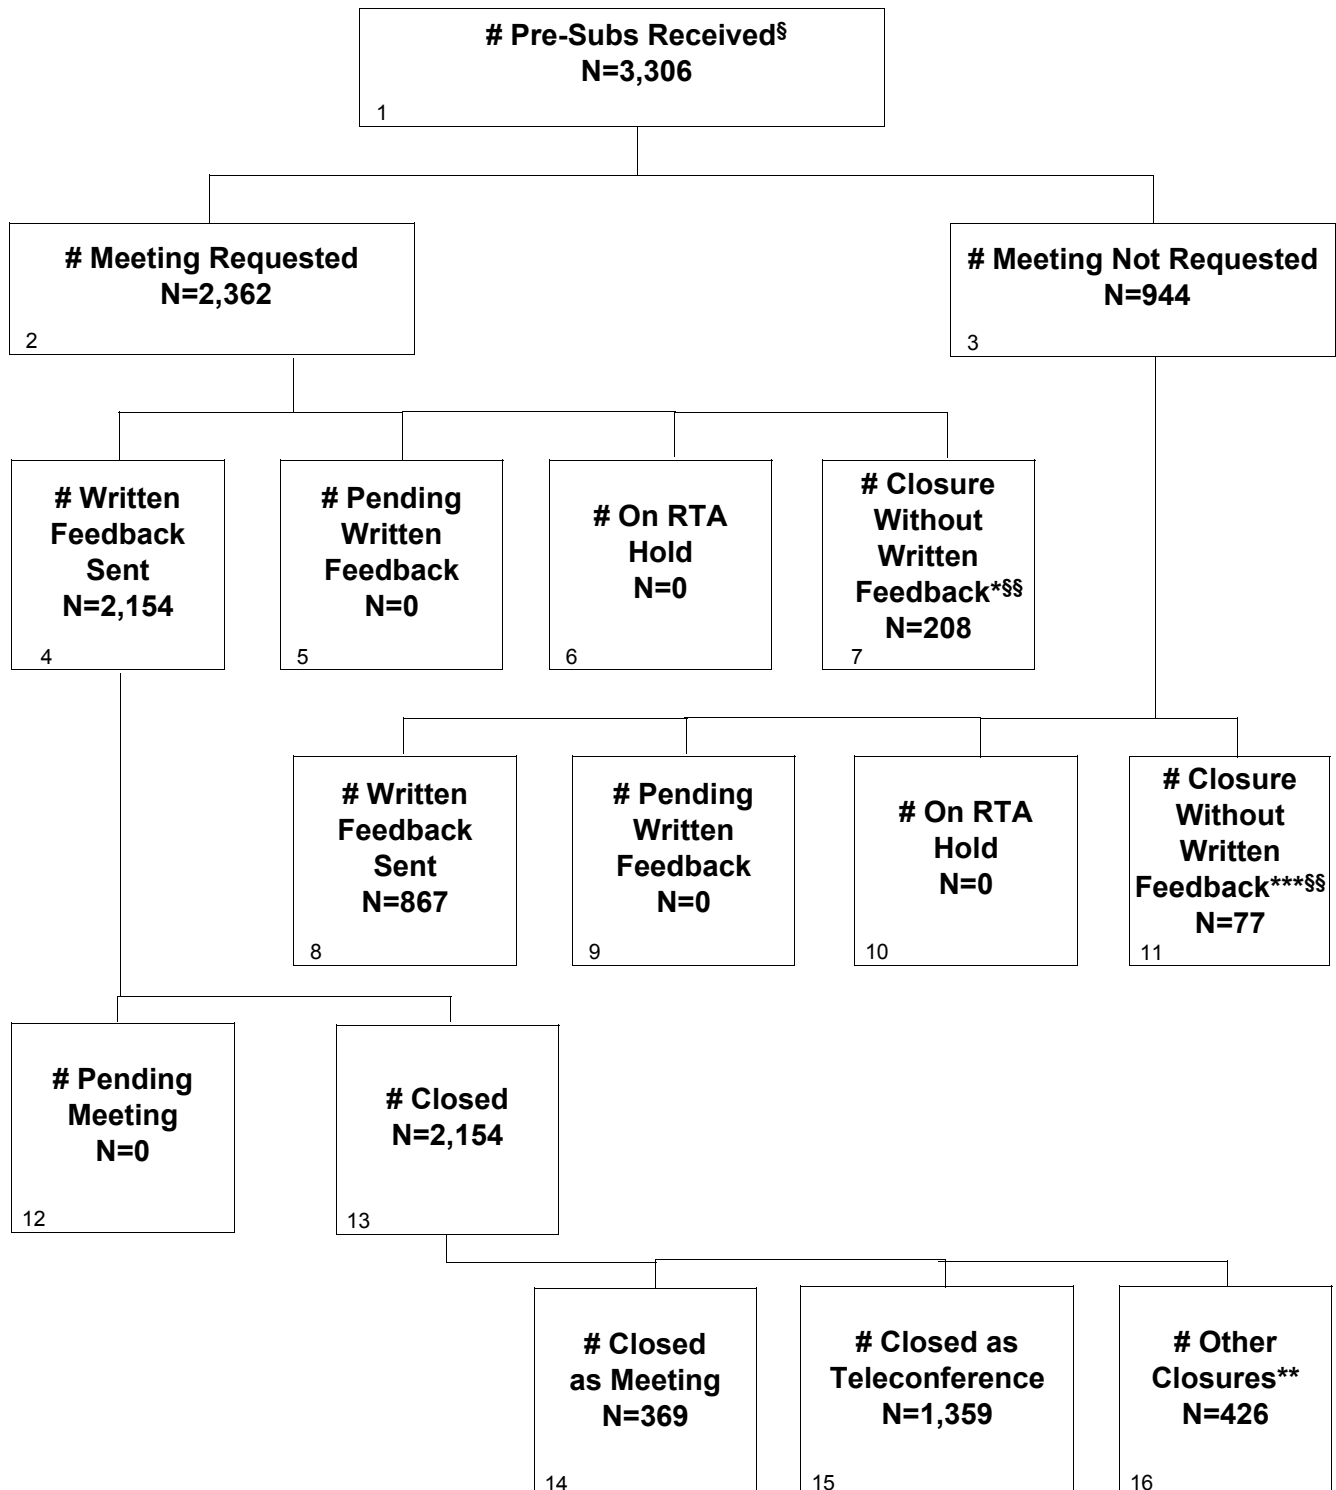 # Pre-Subs Received§
N=3,306
1
# Meeting Requested
N=2,362
2
# Meeting Not Requested
N=944
3
# Written
Feedback
Sent
N=2,154
4
# Pending
Written
Feedback
N=0
5
# On RTA
Hold
N=0
6
# Closure
Without
Written
Feedback*§§
N=208
7
# Written
Feedback
Sent
N=867
8
# Pending
Written
Feedback
N=0
9
# On RTA
Hold
N=0
10
# Closure
Without
Written
Feedback***§§
N=77
11
# Pending
Meeting
N=0
12
# Closed
N=2,154
13
# Closed
as Meeting
N=369
14
# Closed as
Teleconference
N=1,359
15
# Other
Closures**
N=426
16